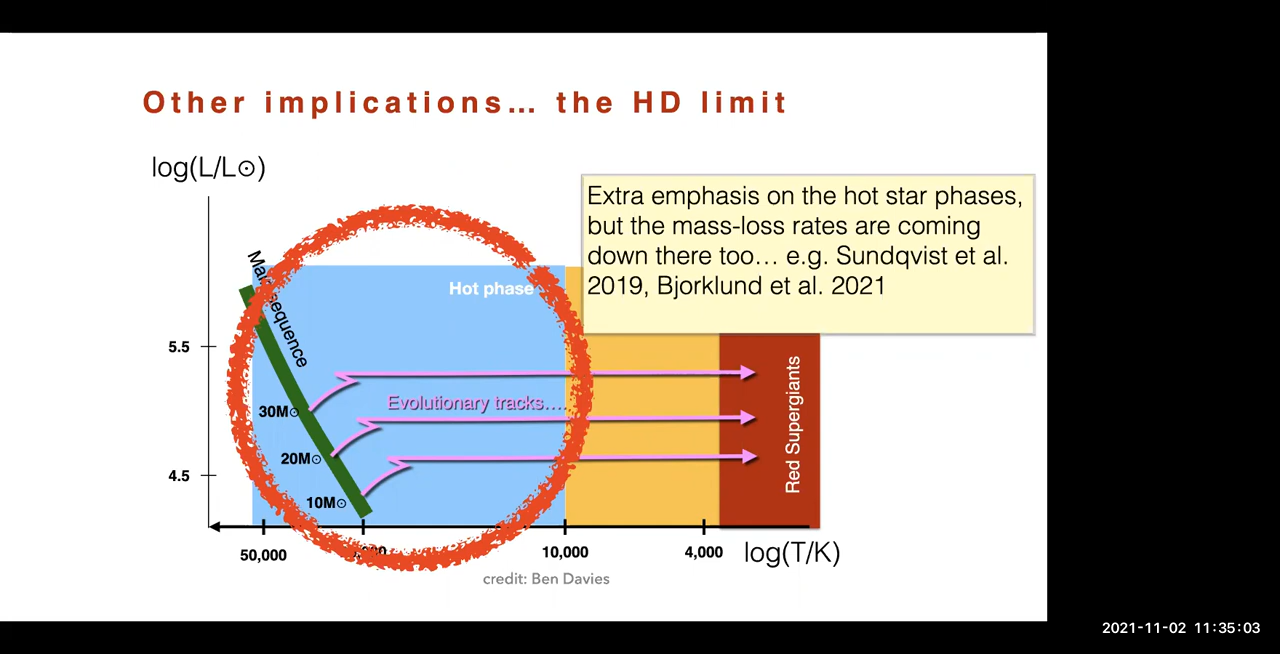 Other implications... the HD limit
log(L/L⊙)
Extra emphasis on the hot star phases,
but the mass-loss rates are coming
down there too... e.g. Sundqvist et al.
2019, Bjorklund et al. 2021
Hot phase
5.5
Evolutionary tracks....
30M⊙
20M⊙
4.5
10M⊙
Red Supergiants
50,000
10,000
4,000
log(T/K)
credit: Ben Davies
2021-11-02 11:35:03